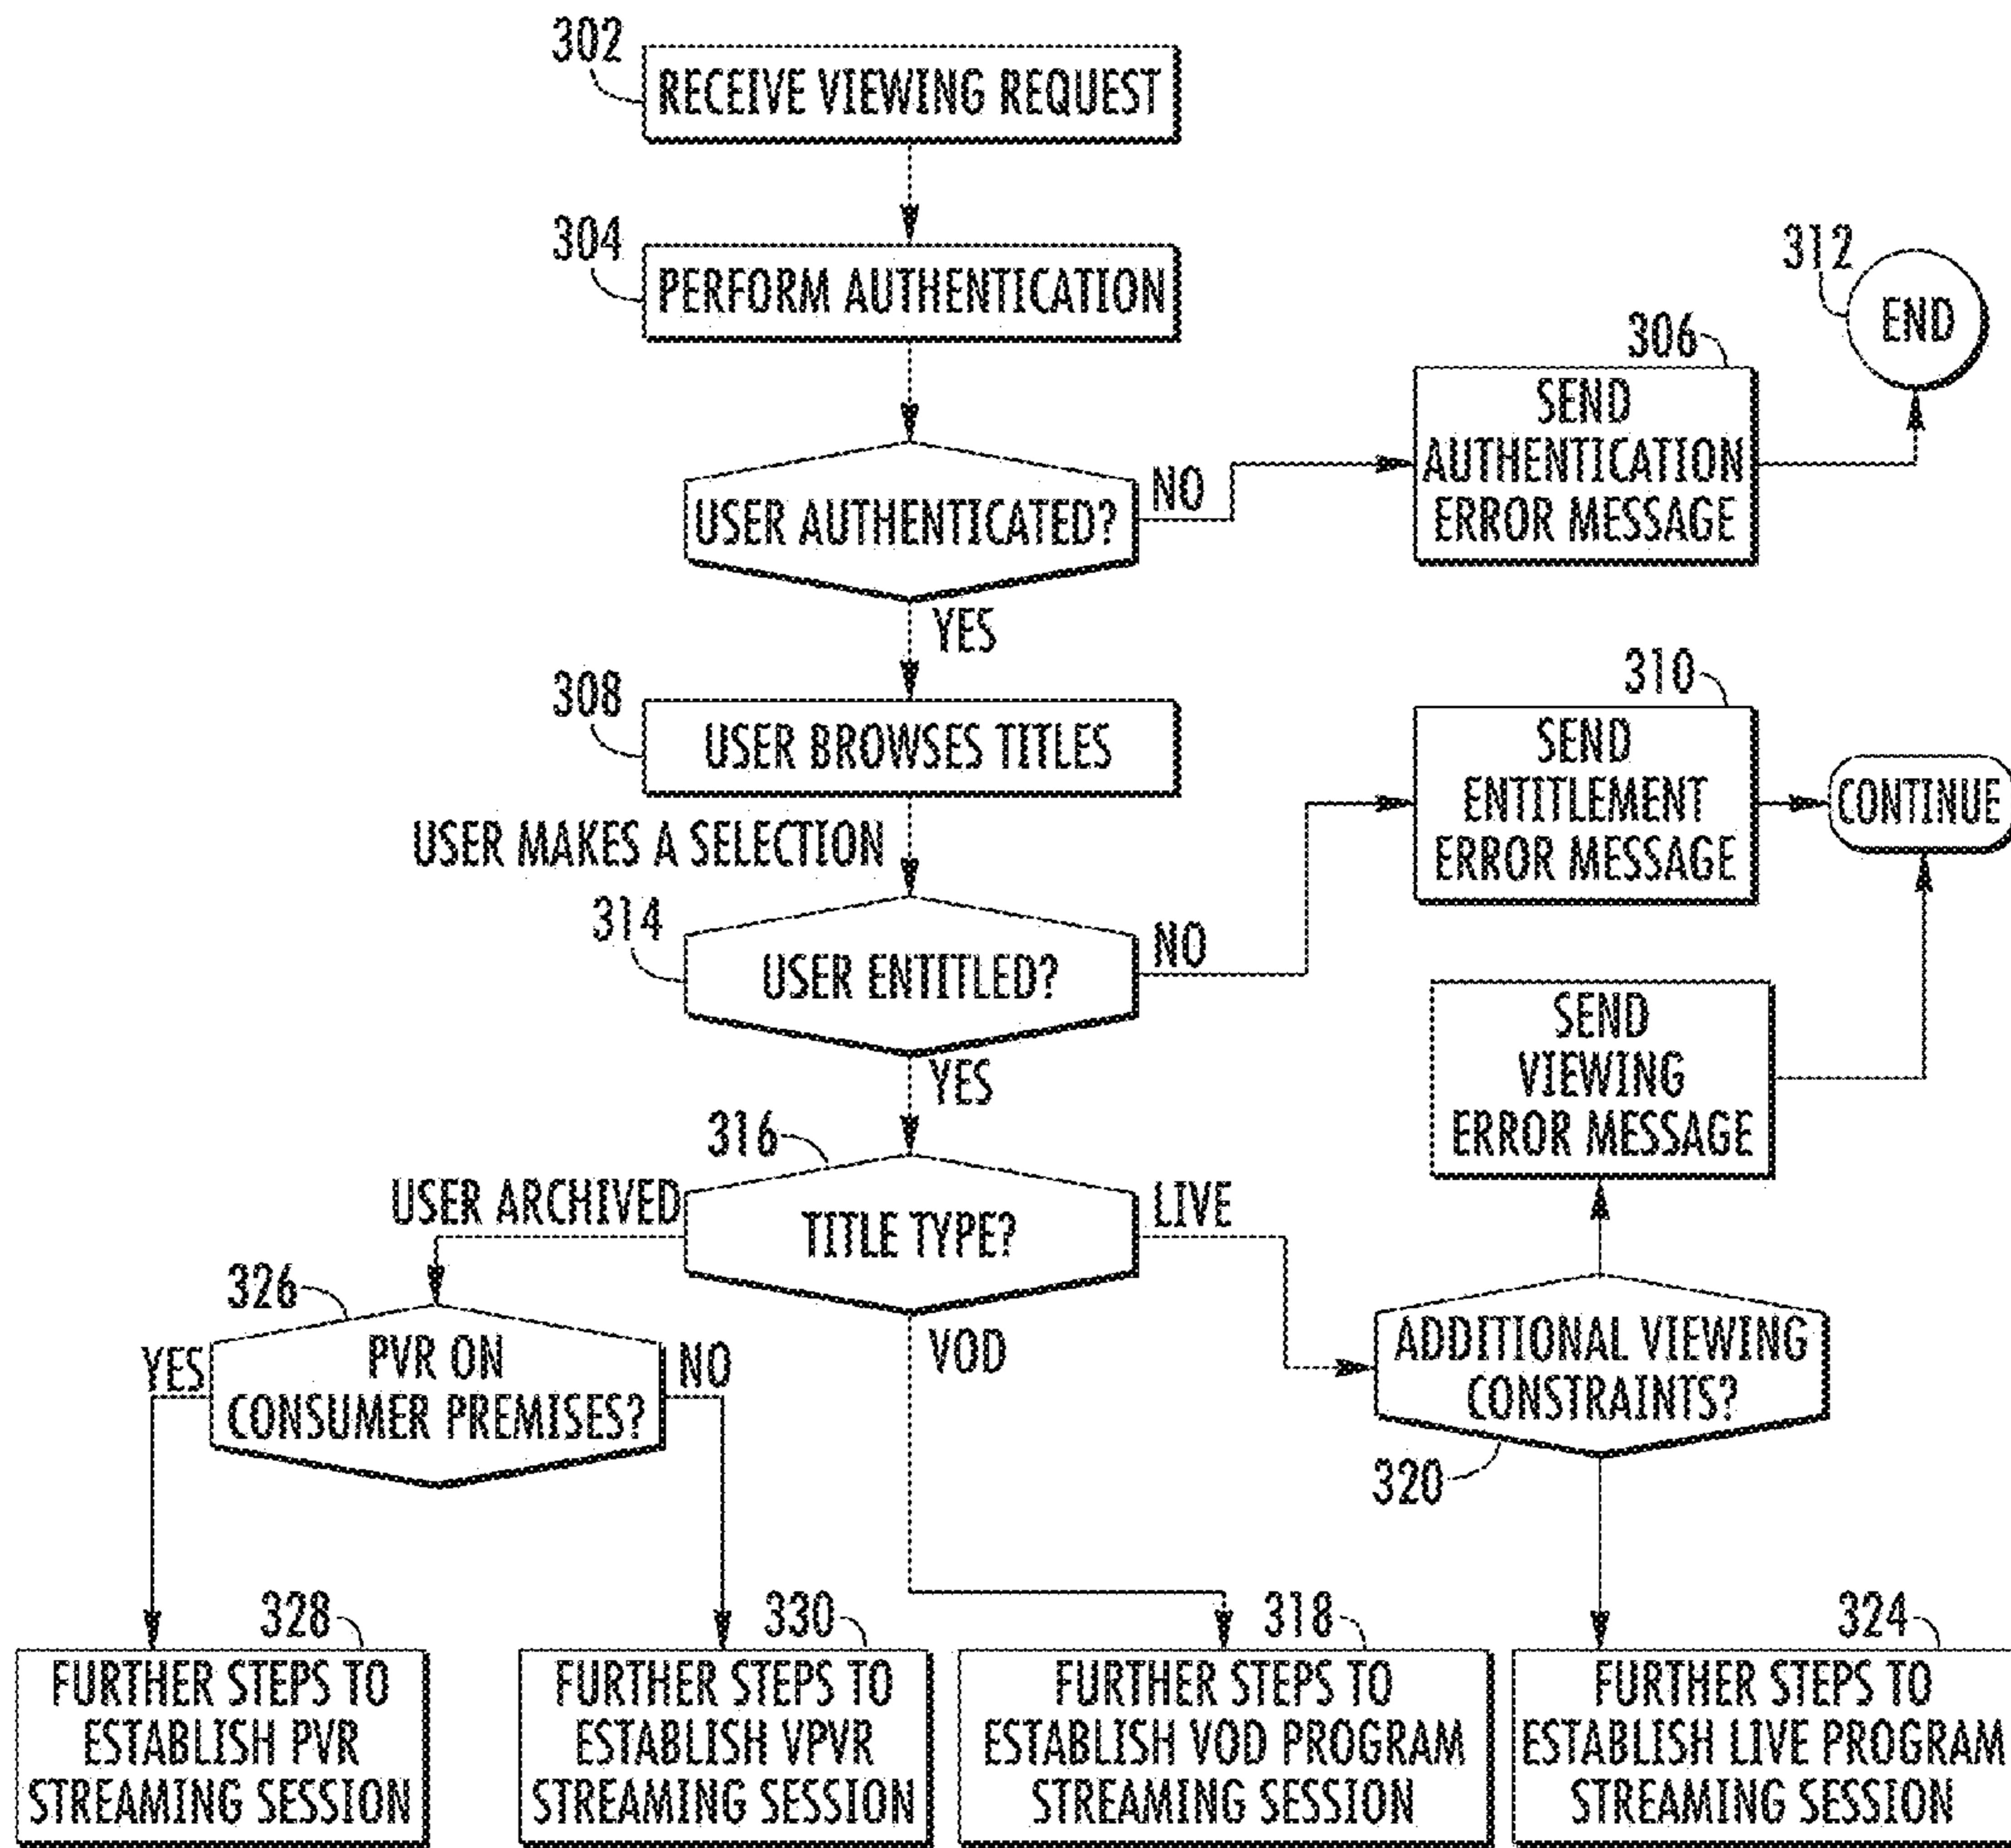 302
RECEIVE VIEWING REQUEST
304
PERFORM AUTHENTICATION
312
END
306
SEND
AUTHENTICATION
ERROR MESSAGE
USER AUTHENTICATED?
NO
YES
308
USER BROWSES TITLES
310
SEND
ENTITLEMENT
ERROR MESSAGE
CONTINUE
USER MAKES A SELECTION
314
USER ENTITLED?
NO
YES
SEND
VIEWING
ERROR MESSAGE
316
TITLE TYPE?
USER ARCHIVED
LIVE
VOD
326
PVR ON
CONSUMER PREMISES?
YES
NO
ADDITIONAL VIEWING
CONSTRAINTS?
320
328
FURTHER STEPS TO
ESTABLISH PVR
STREAMING SESSION
330
FURTHER STEPS TO
ESTABLISH VPVR
STREAMING SESSION
318
FURTHER STEPS TO
ESTABLISH VOD PROGRAM
STREAMING SESSION
324
FURTHER STEPS TO
ESTABLISH LIVE PROGRAM
STREAMING SESSION